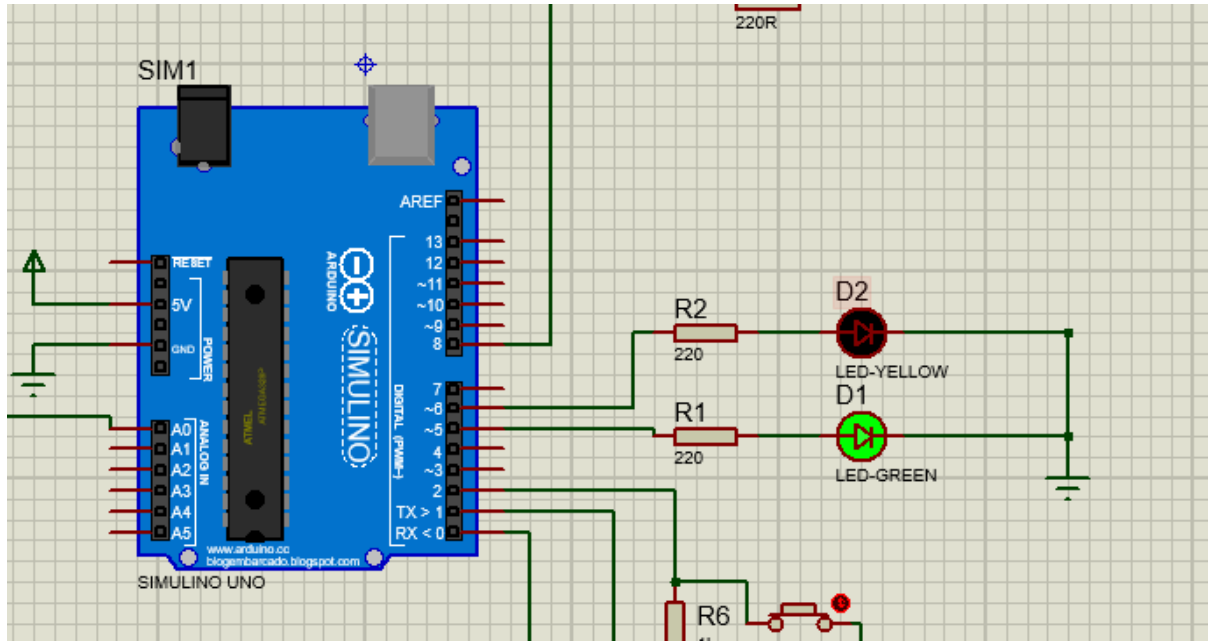 220R
SIM1
AREF
13
12
~11
~10
~9
8
RESET
5V
GND
POWER
ARDUINO
SIMULINO
ATMEL
DIGITAL (PWM~)
7
~6
~5
4
~3
2
TX > 1
RX < 0
A0
A1
A2
A3
A4
A5
ANALOG IN
www.arduino.cc
blogembarcado.blogspot.com
SIMULINO UNO
R2
220
D2
LED-YELLOW
R1
220
D1
LED-GREEN
R6